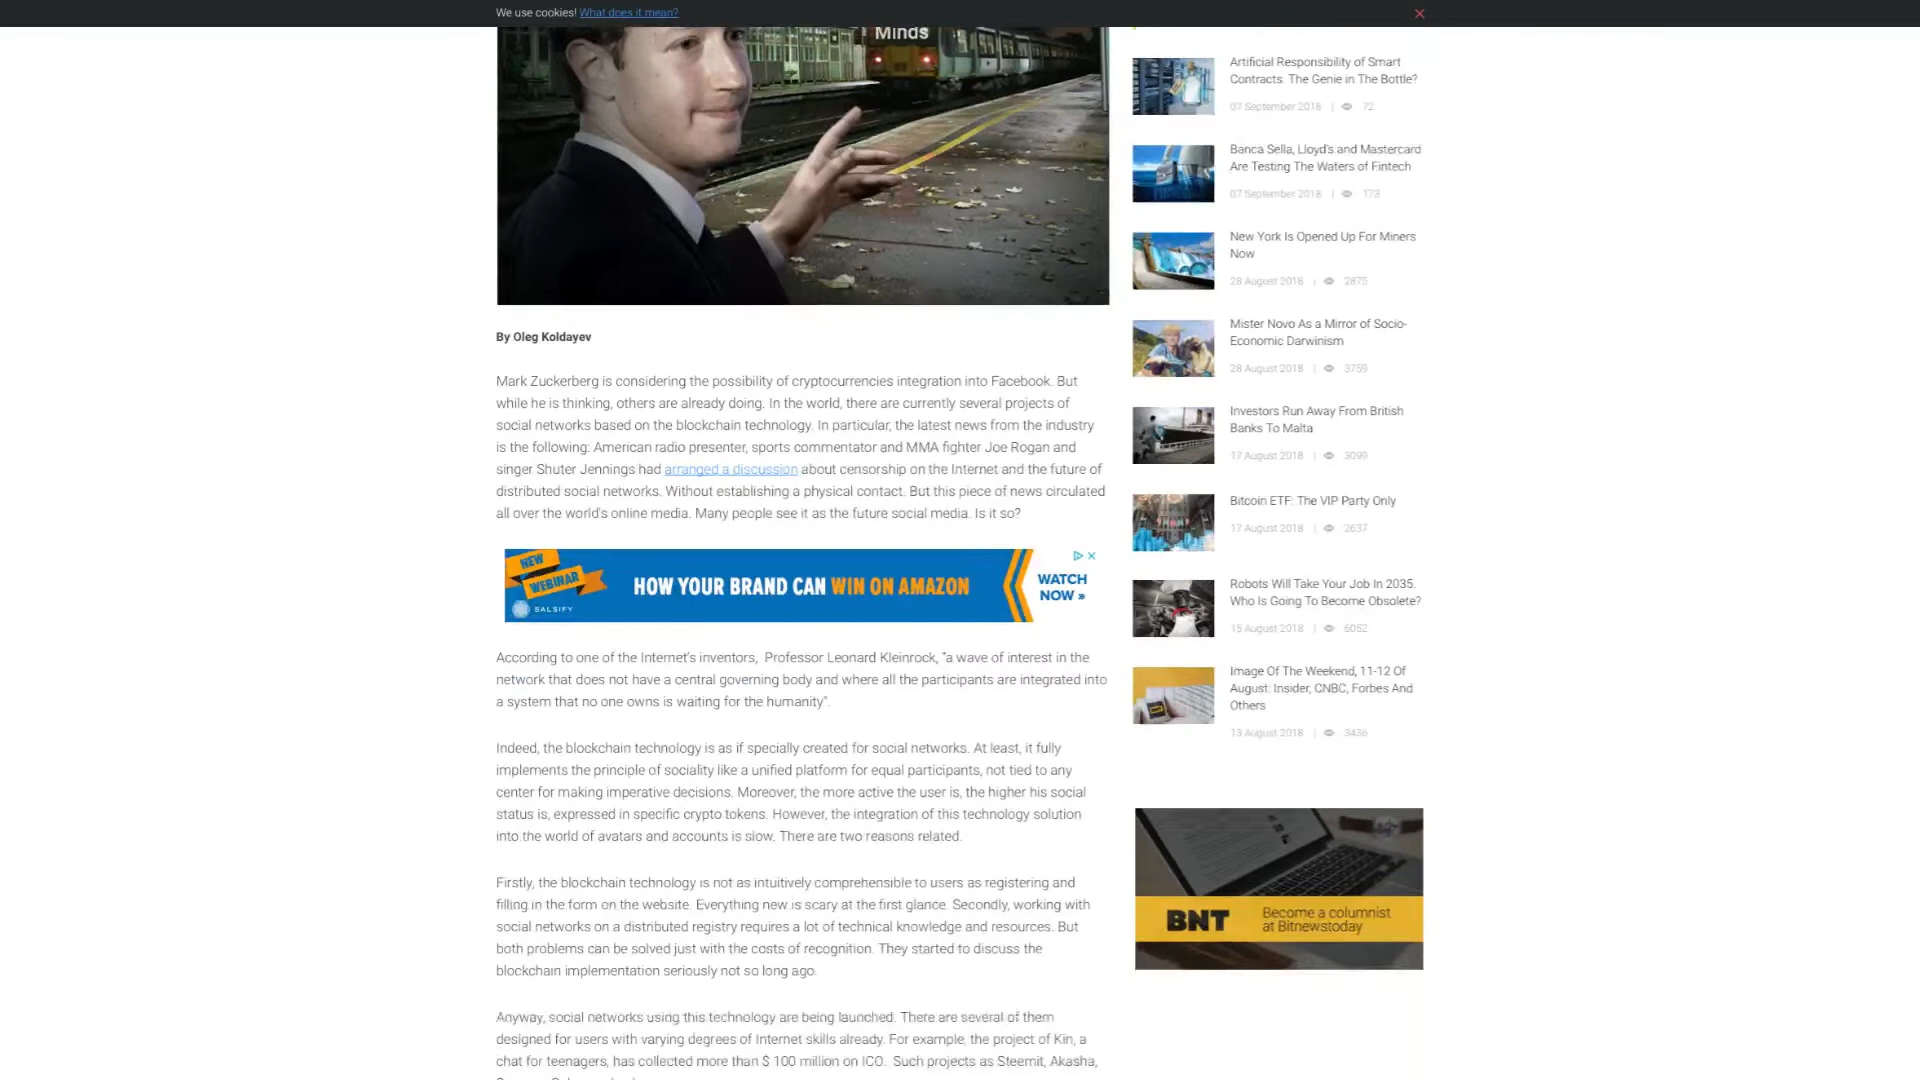 We use cookies! What does it mean?
Minds
By Oleg Koldayev
Mark Zuckerberg is considering the possibility of cryptocurrencies integration into Facebook. But
while he is thinking, others are already doing. In the world, there are currently several projects of
social networks based on the blockchain technology. In particular, the latest news from the industry
is the following: American radio presenter, sports commentator and MMA fighter Joe Rogan and
singer Shuter Jennings had arranged a discussion about censorship on the Internet and the future of
distributed social networks. Without establishing a physical contact. But this piece of news circulated
all over the world's online media. Many people see it as the future social media. Is it so?
NEW
WEBINAR
SALSIFY
HOW YOUR BRAND CAN WIN ON AMAZON
WATCH
NOW »
According to one of the Internet's inventors, Professor Leonard Kleinrock, "a wave of interest in the
network that does not have a central governing body and where all the participants are integrated into
a system that no one owns is waiting for the humanity".
Indeed, the blockchain technology is as if specially created for social networks. At least, it fully
implements the principle of sociality like a unified platform for equal participants, not tied to any
center for making imperative decisions. Moreover, the more active the user is, the higher his social
status is, expressed in specific crypto tokens. However, the integration of this technology solution
into the world of avatars and accounts is slow. There are two reasons related.
Firstly, the blockchain technology is not as intuitively comprehensible to users as registering and
filling in the form on the website. Everything new is scary at the first glance. Secondly, working with
social networks on a distributed registry requires a lot of technical knowledge and resources. But
both problems can be solved just with the costs of recognition. They started to discuss the
blockchain implementation seriously not so long ago.
Anyway, social networks using this technology are being launched. There are several of them
designed for users with varying degrees of Internet skills already. For example, the project of Kin, a
chat for teenagers, has collected more than $ 100 million on ICO. Such projects as Steemit, Akasha,
Artificial Responsibility of Smart
Contracts. The Genie in The Bottle?
07 September 2018 | 72
Banca Sella, Lloyd's and Mastercard
Are Testing The Waters of Fintech
07 September 2018 | 173
New York Is Opened Up For Miners
Now
28 August 2018 | 2875
Mister Novo As a Mirror of Socio-
Economic Darwinism
28 August 2018 | 3759
Investors Run Away From British
Banks To Malta
17 August 2018 | 3099
Bitcoin ETF: The VIP Party Only
17 August 2018 | 2637
Robots Will Take Your Job In 2035.
Who Is Going To Become Obsolete?
15 August 2018 | 6052
Image Of The Weekend, 11-12 Of
August: Insider, CNBC, Forbes And
Others
13 August 2018 | 3436
BNT
Become a columnist
at Bitnewstoday